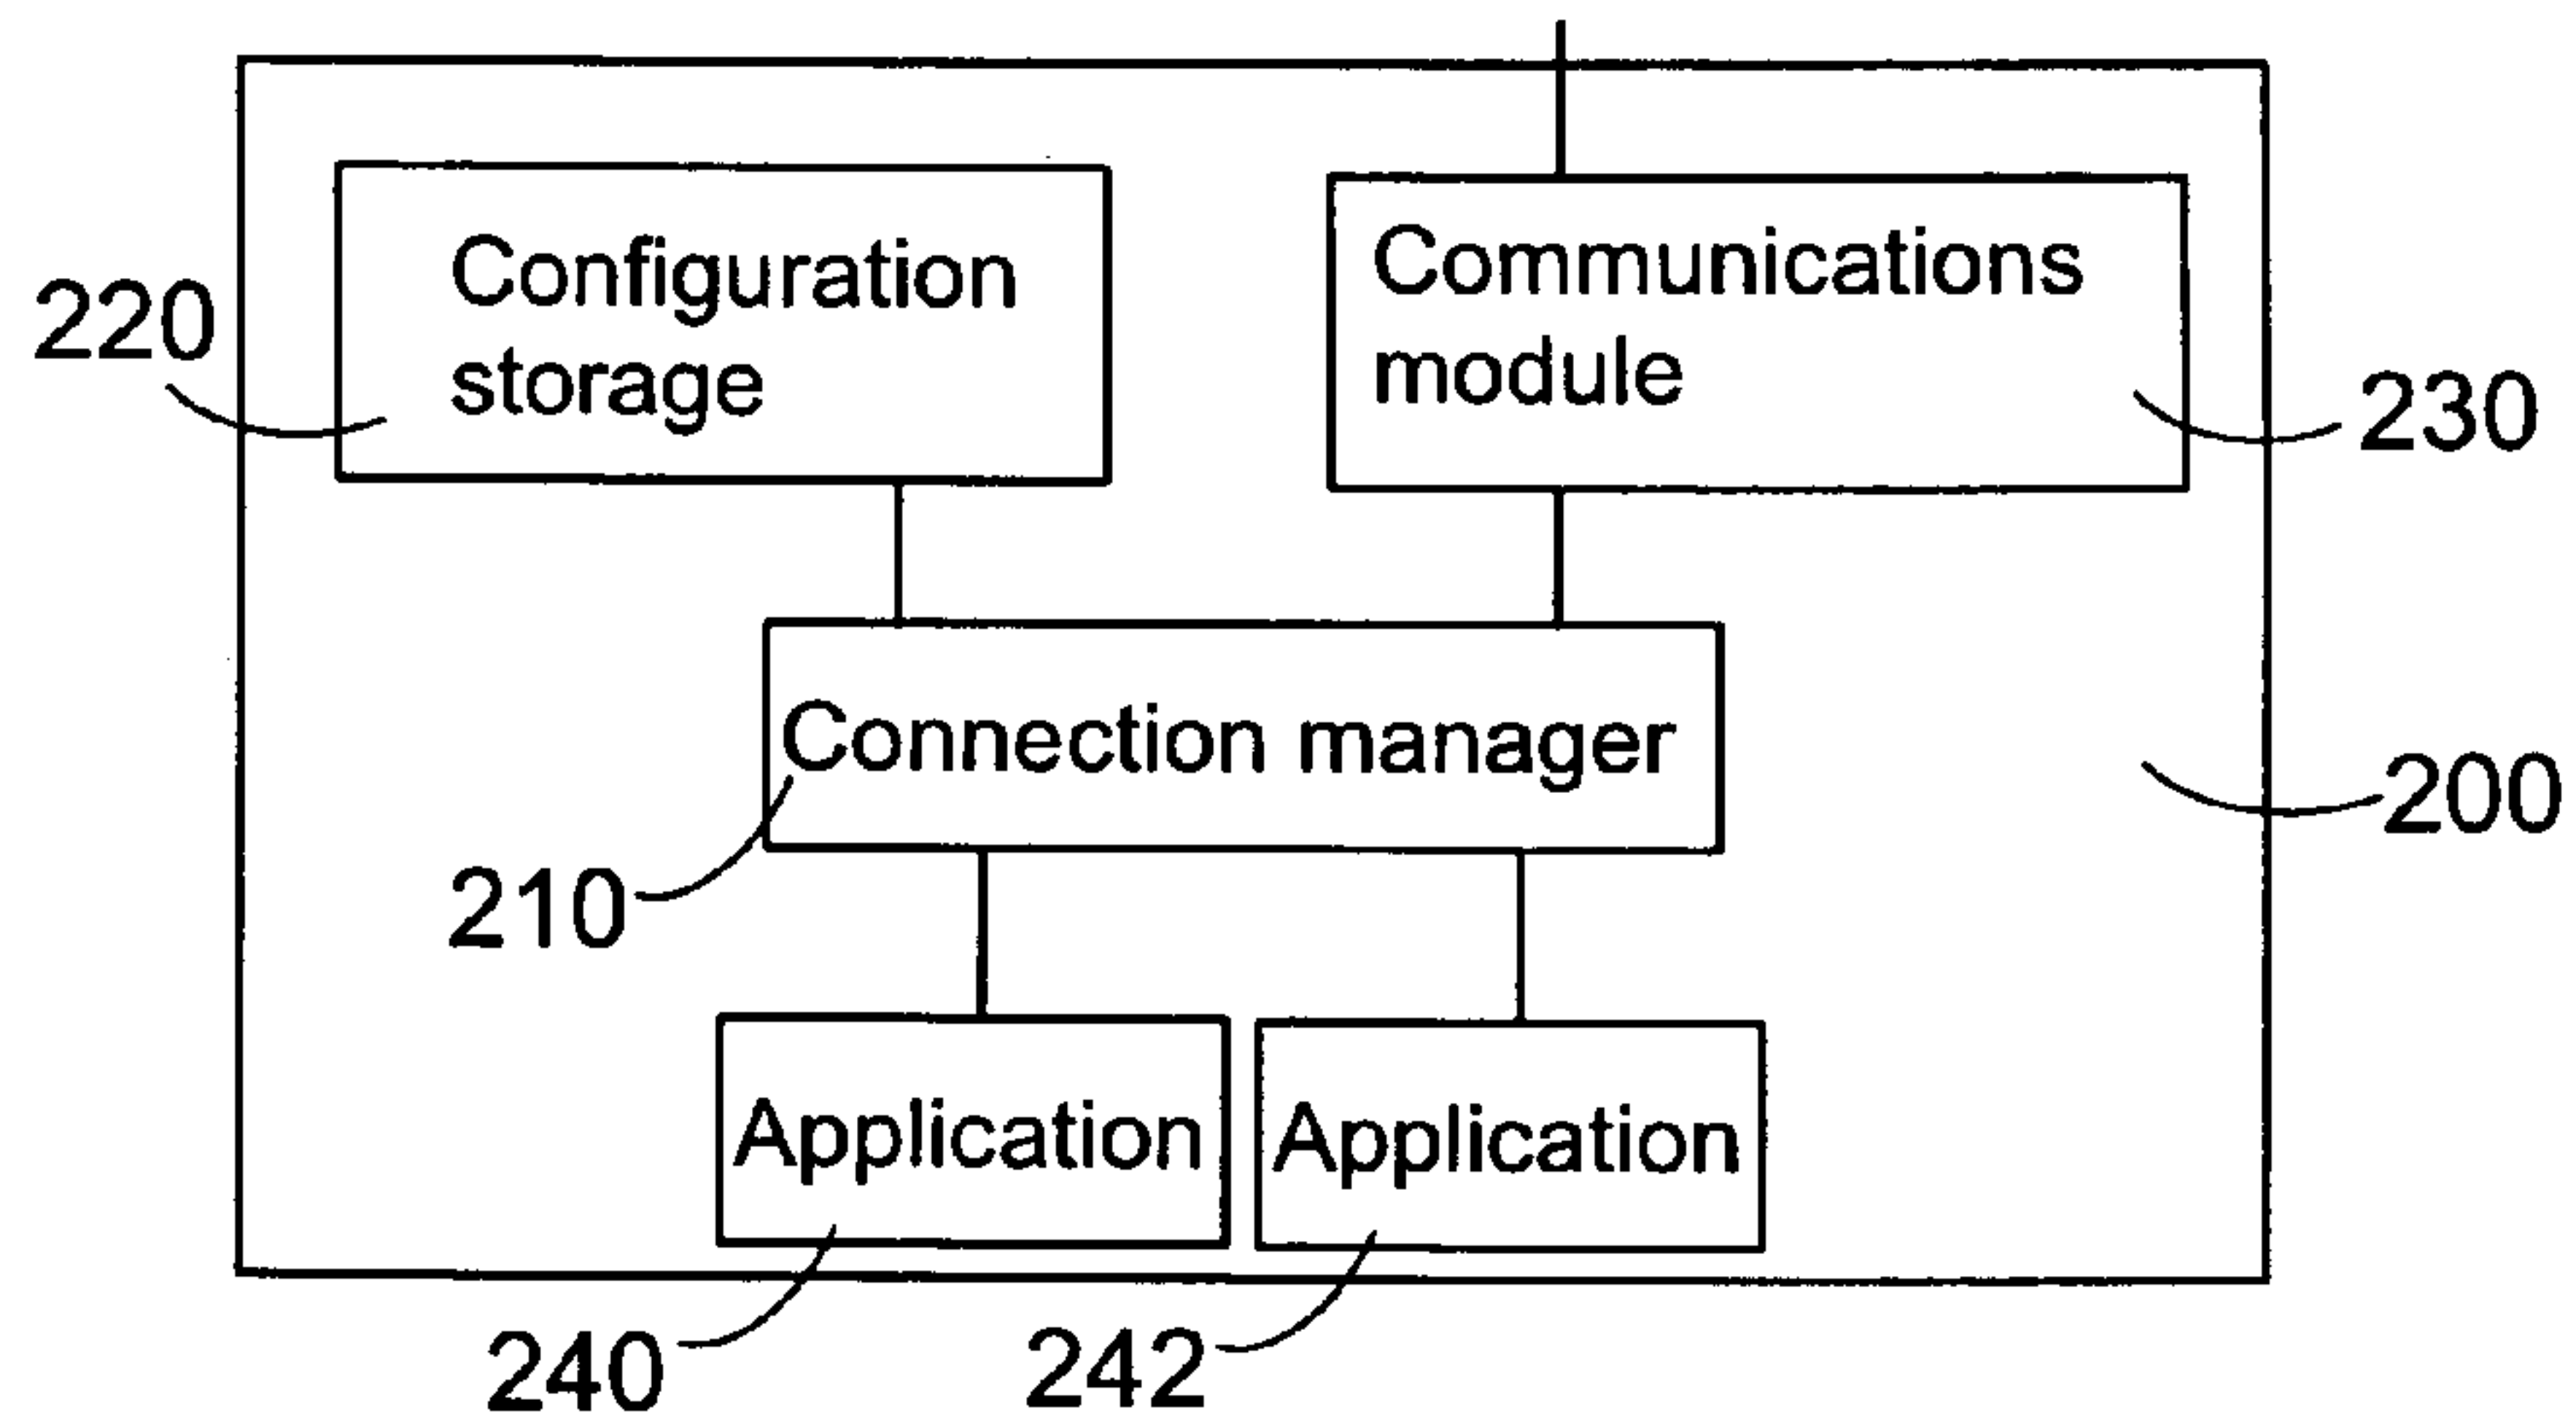 Configuration
storage
220
Communications
module
230
Connection manager
210
200
Application
240
Application
242